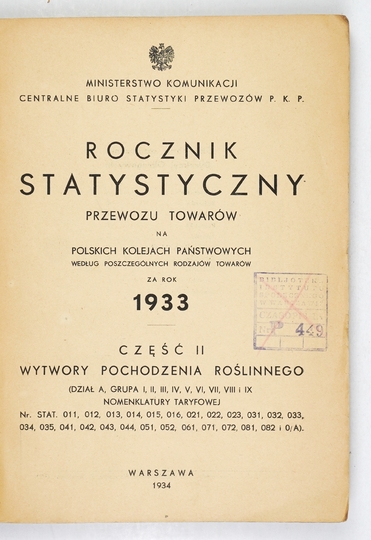 MINISTERSTWO KOMUNIKACJI
CENTRALNE BIURO STATYSTYKI PRZEWOZÓW P. K. P.
ROCZNIK
STATYSTYCZNY
PRZEWOZU TOWARÓW
NA
POLSKICH KOLEJACH PAŃSTWOWYCH
WEDŁUG POSZCZEGÓLNYCH RODZAJÓW TOWARÓW
ZA ROK
1933
CZĘŚĆ II
WYTWORY POCHODZENIA ROŚLINNEGO
(DZIAŁ A, GRUPA I, II, III, IV, V, VI, VII, VIII i IX
NOMENKLATURY TARYFOWEJ
Nr. STAT. 011, 012, 013, 014, 015, 016, 021, 022, 023, 031, 032, 033,
034, 035, 041, 042, 043, 044, 051, 052, 061, 071, 072, 081, 082 i 0/A).
P 449
WARSZAWA
1934